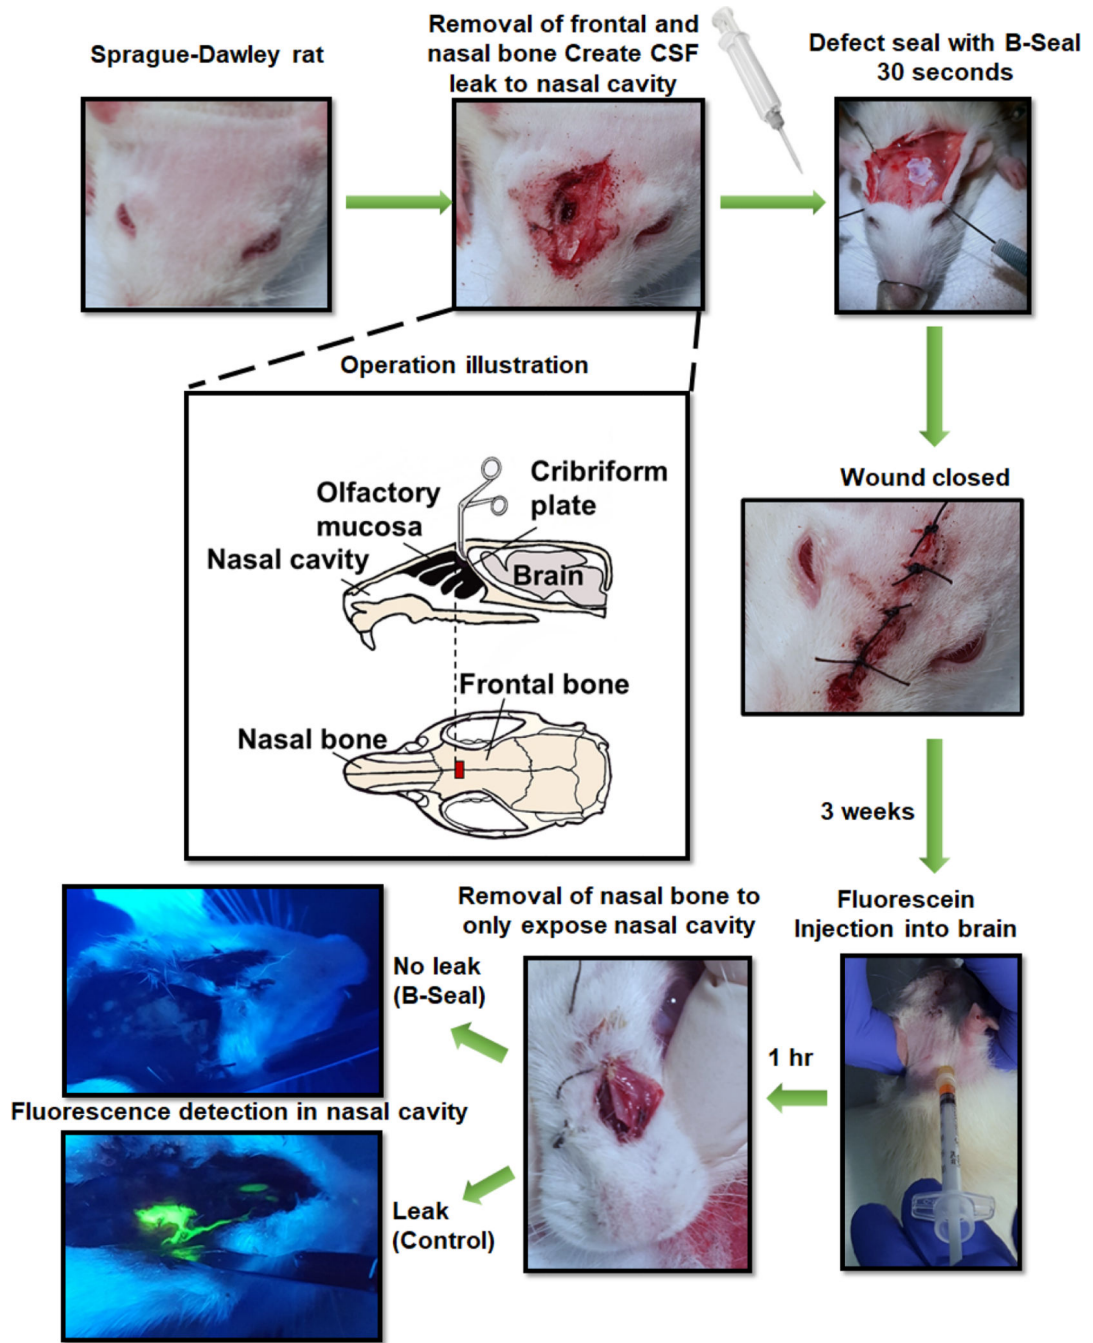 Sprague-Dawley rat
Removal of frontal and
nasal bone Create CSF
leak to nasal cavity
Defect seal with B-Seal
30 seconds
Operation illustration
Olfactory
mucosa
Cribriform
plate
Nasal cavity
Brain
Frontal bone
Nasal bone
Wound closed
3 weeks
Fluorescein
Injection into brain
1 hr
Removal of nasal bone to
only expose nasal cavity
No leak
(B-Seal)
Fluorescence detection in nasal cavity
Leak
(Control)